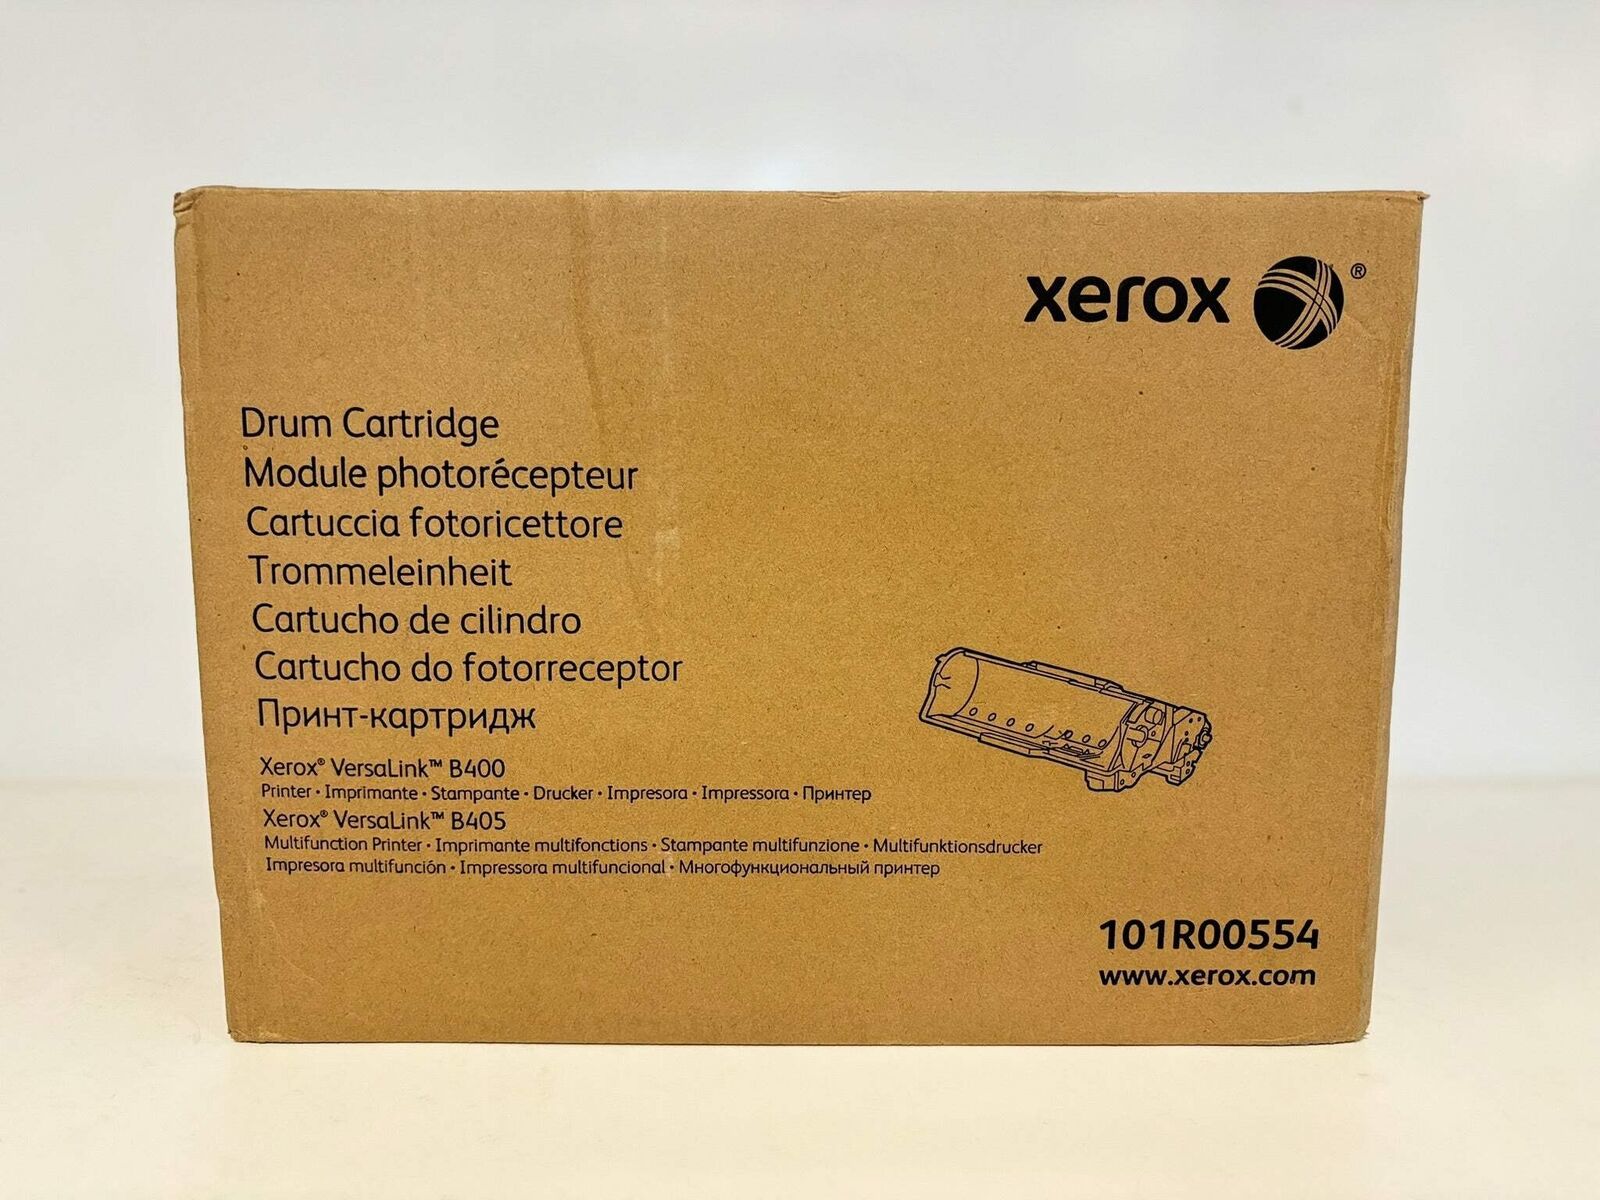 xerox ®
Drum Cartridge
Module photorécepteur
Cartuccia fotoricettore
Trommeleinheit
Cartucho de cilindro
Cartucho do fotorreceptor
Принт-картридж
Xerox® VersaLink™ B400
Printer • Imprimante • Stampante • Drucker • Impresora • Impressora • Принтер
Xerox® VersaLink™ B405
Multifunction Printer • Imprimante multifonctions • Stampante multifunzione • Multifunktionsdrucker
Impresora multifunción • Impressora multifuncional • Многофункциональный принтер
101R00554
www.xerox.com